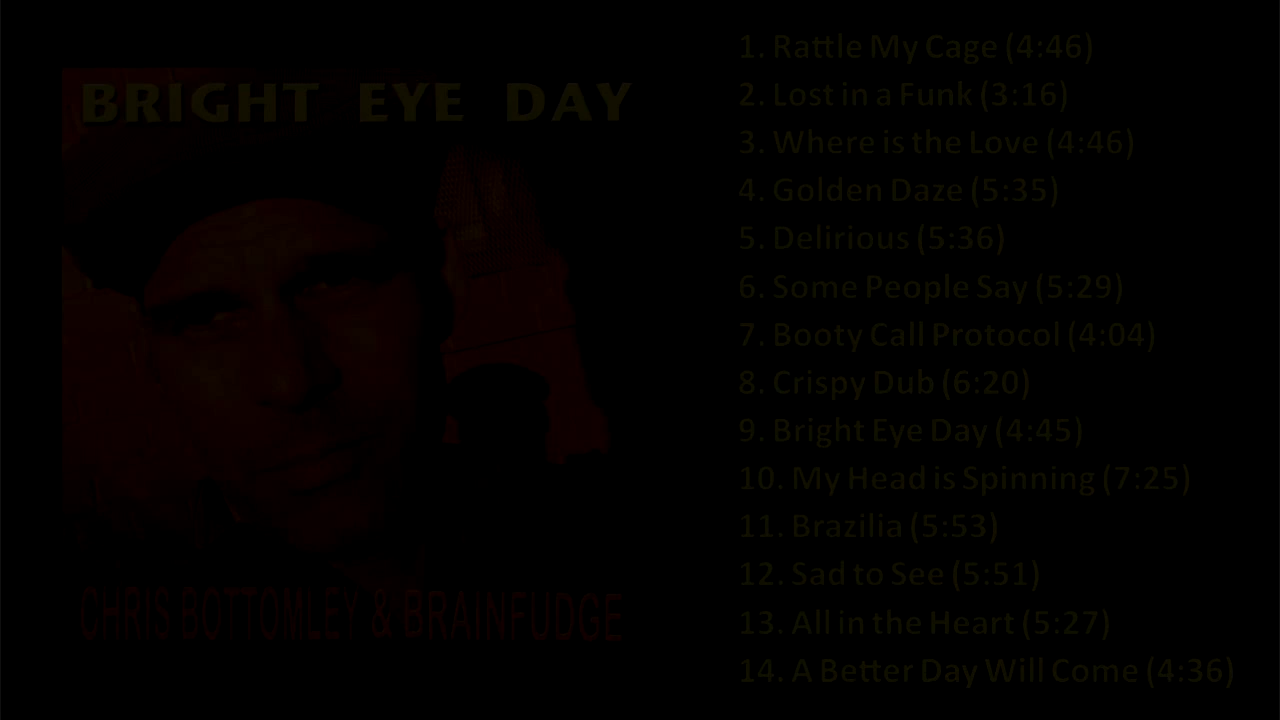 BRIGHT EYE DAY
CHRIS BOTTOMLEY & BRAINFUDGE
1. Rattle My Cage (4:46)
2. Lost in a Funk (3:16)
3. Where is the Love (4:46)
4. Golden Daze (5:35)
5. Delirious (5:36)
6. Some People Say (5:29)
7. Booty Call Protocol (4:04)
8. Crispy Dub (6:20)
9. Bright Eye Day (4:45)
10. My Head is Spinning (7:25)
11. Brazilia (5:53)
12. Sad to See (5:51)
13. All in the Heart (5:27)
14. A Better Day Will Come (4:36)